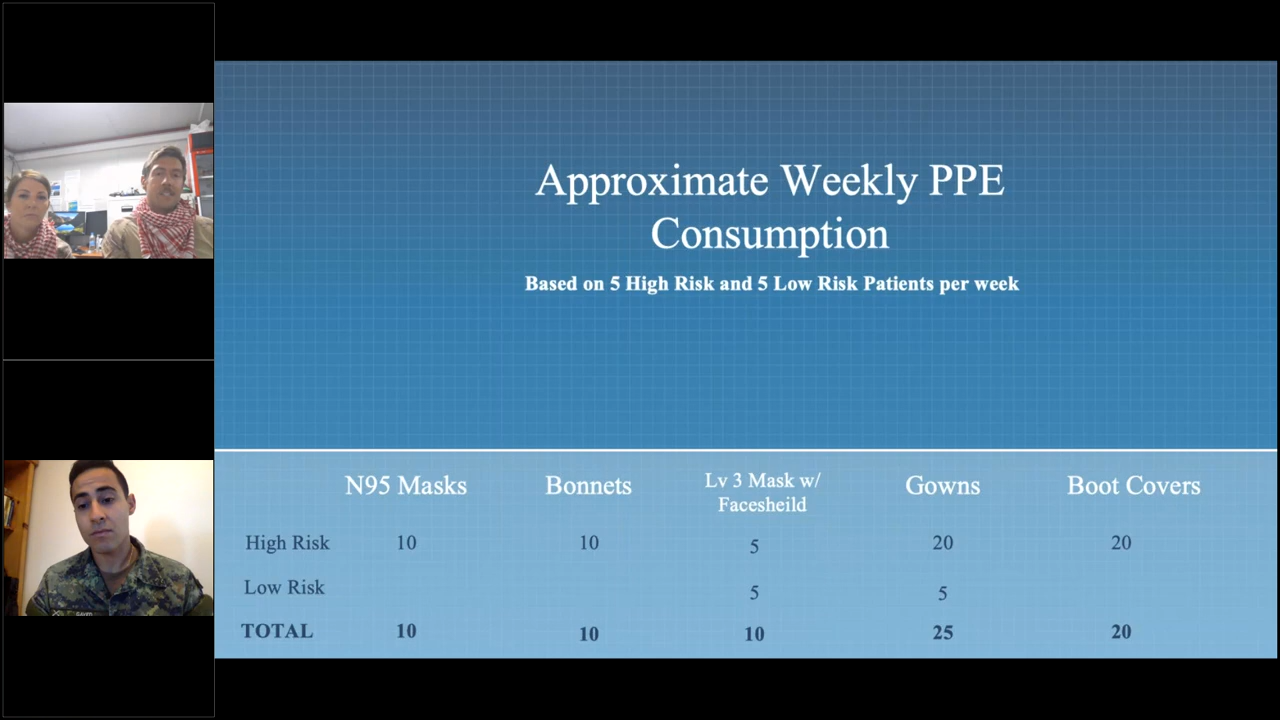 Approximate Weekly PPE
Consumption
Based on 5 High Risk and 5 Low Risk Patients per week
N95 Masks Bonnets Lv 3 Mask w/ Facesheild Gowns Boot Covers
High Risk 10 10 5 20 20
Low Risk 5 5
TOTAL 10 10 10 25 20